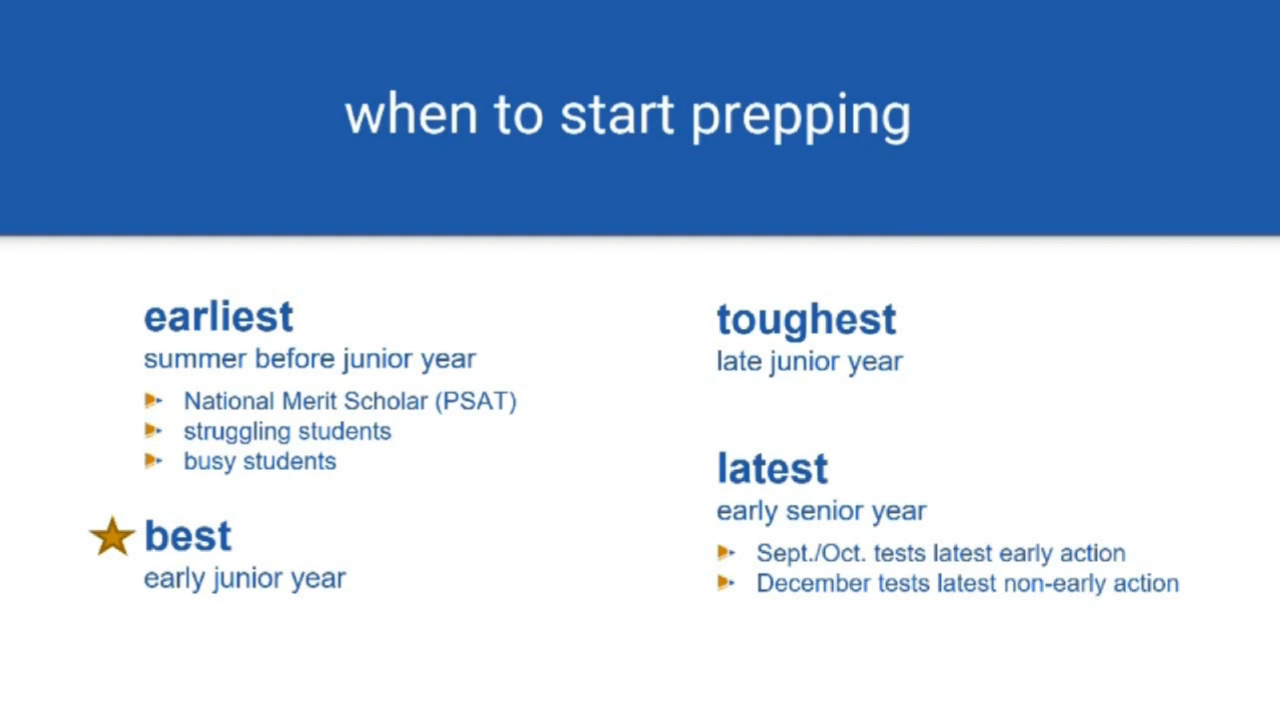 when to start prepping
earliest
summer before junior year
National Merit Scholar (PSAT)
struggling students
busy students
best
early junior year
toughest
late junior year
latest
early senior year
Sept./Oct. tests latest early action
December tests latest non-early action